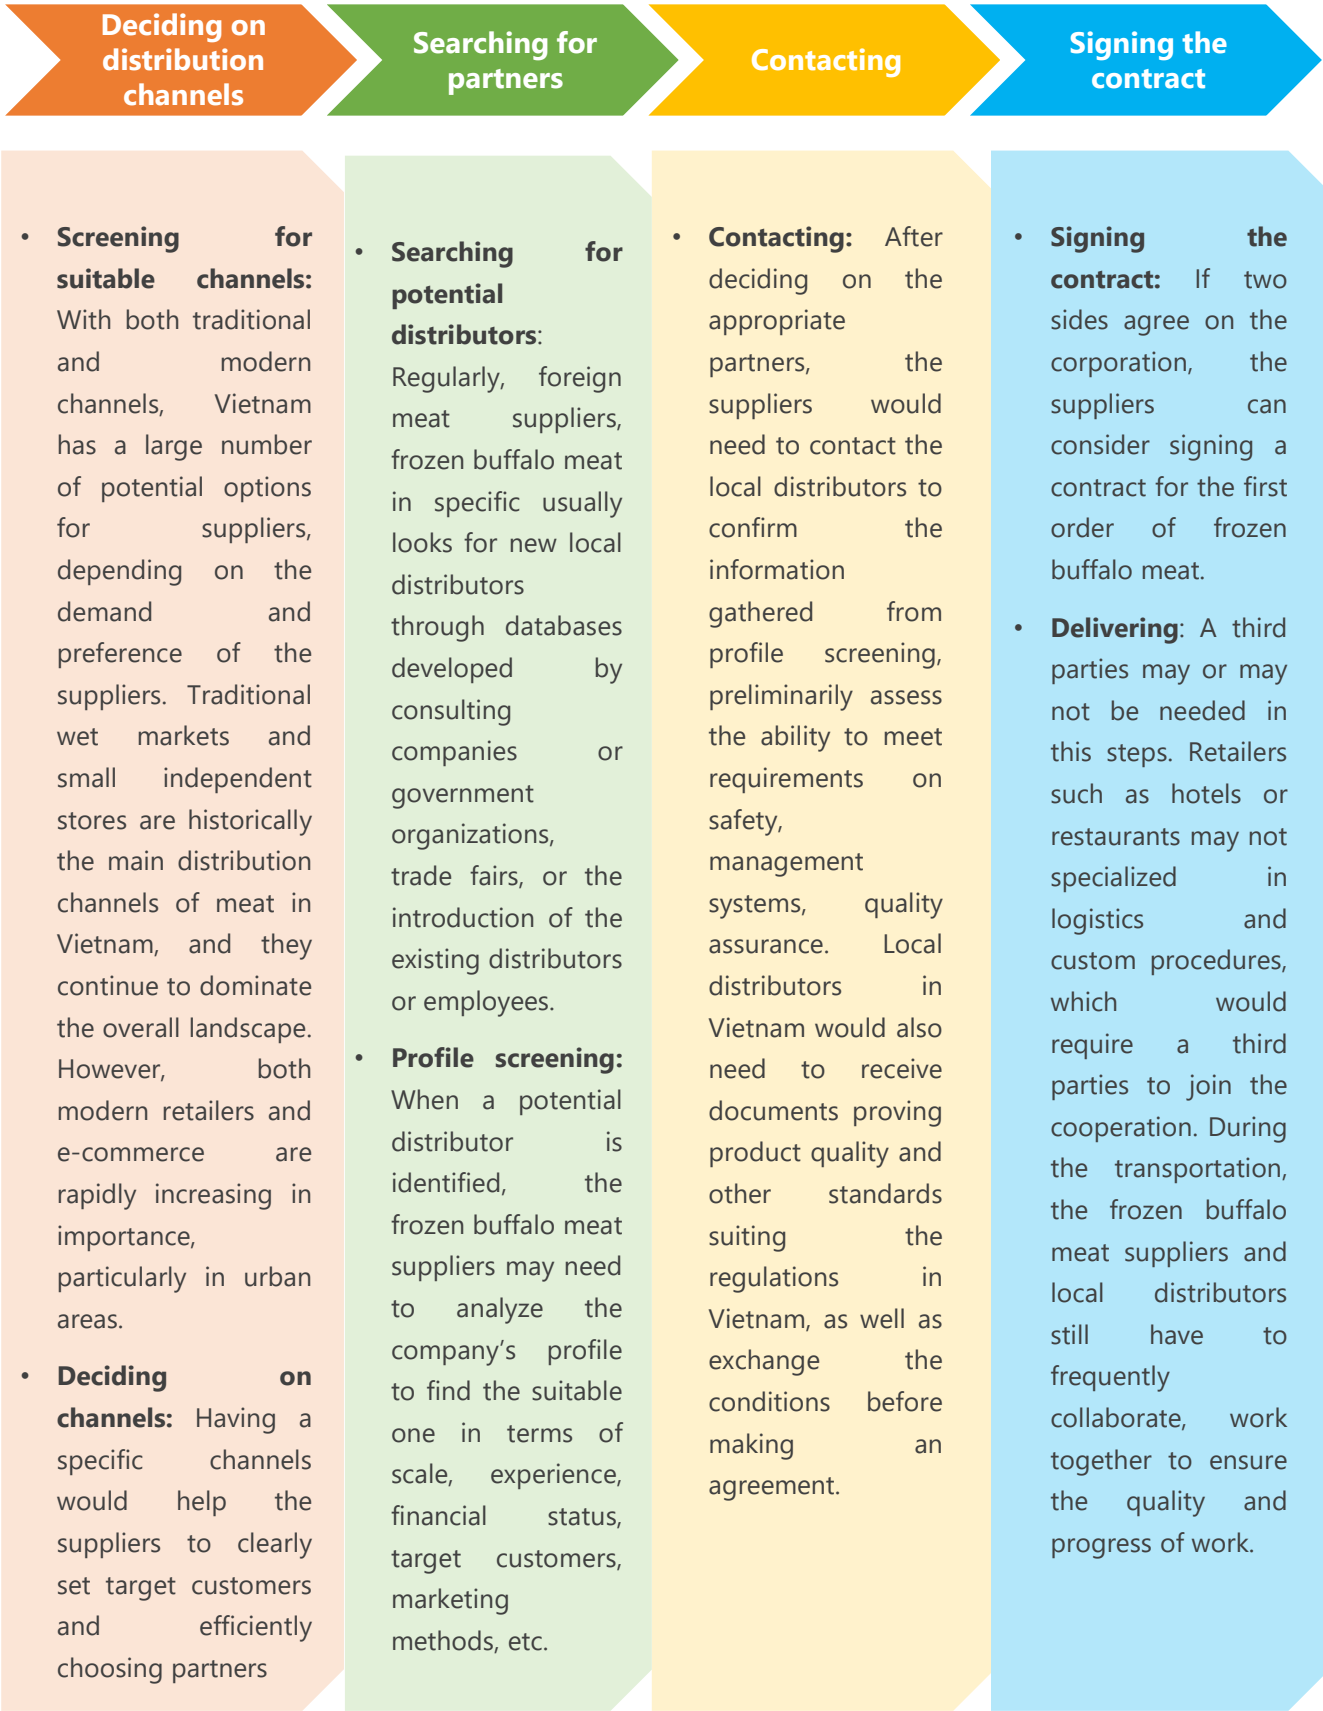 Deciding on
distribution
channels
Searching for
partners
Contacting
Signing the
contract
• Screening for
suitable channels:
With both traditional
and modern
channels, Vietnam
has a large number
of potential options
for suppliers,
depending on the
demand and
preference of the
suppliers. Traditional
wet markets and
small independent
stores are historically
the main distribution
channels of meat in
Vietnam, and they
continue to dominate
the overall landscape.
However, both
modern retailers and
e-commerce are
rapidly increasing in
importance,
particularly in urban
areas.
• Deciding on
channels: Having a
specific channels
would help the
suppliers to clearly
set target customers
and efficiently
choosing partners
• Searching for
potential
distributors:
Regularly, foreign
meat suppliers,
frozen buffalo meat
in specific usually
looks for new local
distributors
through databases
developed by
consulting
companies or
government
organizations,
trade fairs, or the
introduction of the
existing distributors
or employees.
• Profile screening:
When a potential
distributor is
identified, the
frozen buffalo meat
suppliers may need
to analyze the
company’s profile
to find the suitable
one in terms of
scale, experience,
financial status,
target customers,
marketing
methods, etc.
• Contacting: After
deciding on the
appropriate
partners, the
suppliers would
need to contact the
local distributors to
confirm the
information
gathered from
profile screening,
preliminarily assess
the ability to meet
requirements on
safety,
management
systems, quality
assurance. Local
distributors in
Vietnam would also
need to receive
documents proving
product quality and
other standards
suiting the
regulations in
Vietnam, as well as
exchange the
conditions before
making an
agreement.
• Signing the
contract: If two
sides agree on the
corporation, the
suppliers can
consider signing a
contract for the first
order of frozen
buffalo meat.
• Delivering: A third
parties may or may
not be needed in
this steps. Retailers
such as hotels or
restaurants may not
specialized in
logistics and
custom procedures,
which would
require a third
parties to join the
cooperation. During
the transportation,
the frozen buffalo
meat suppliers and
local distributors
still have to
frequently
collaborate, work
together to ensure
the quality and
progress of work.